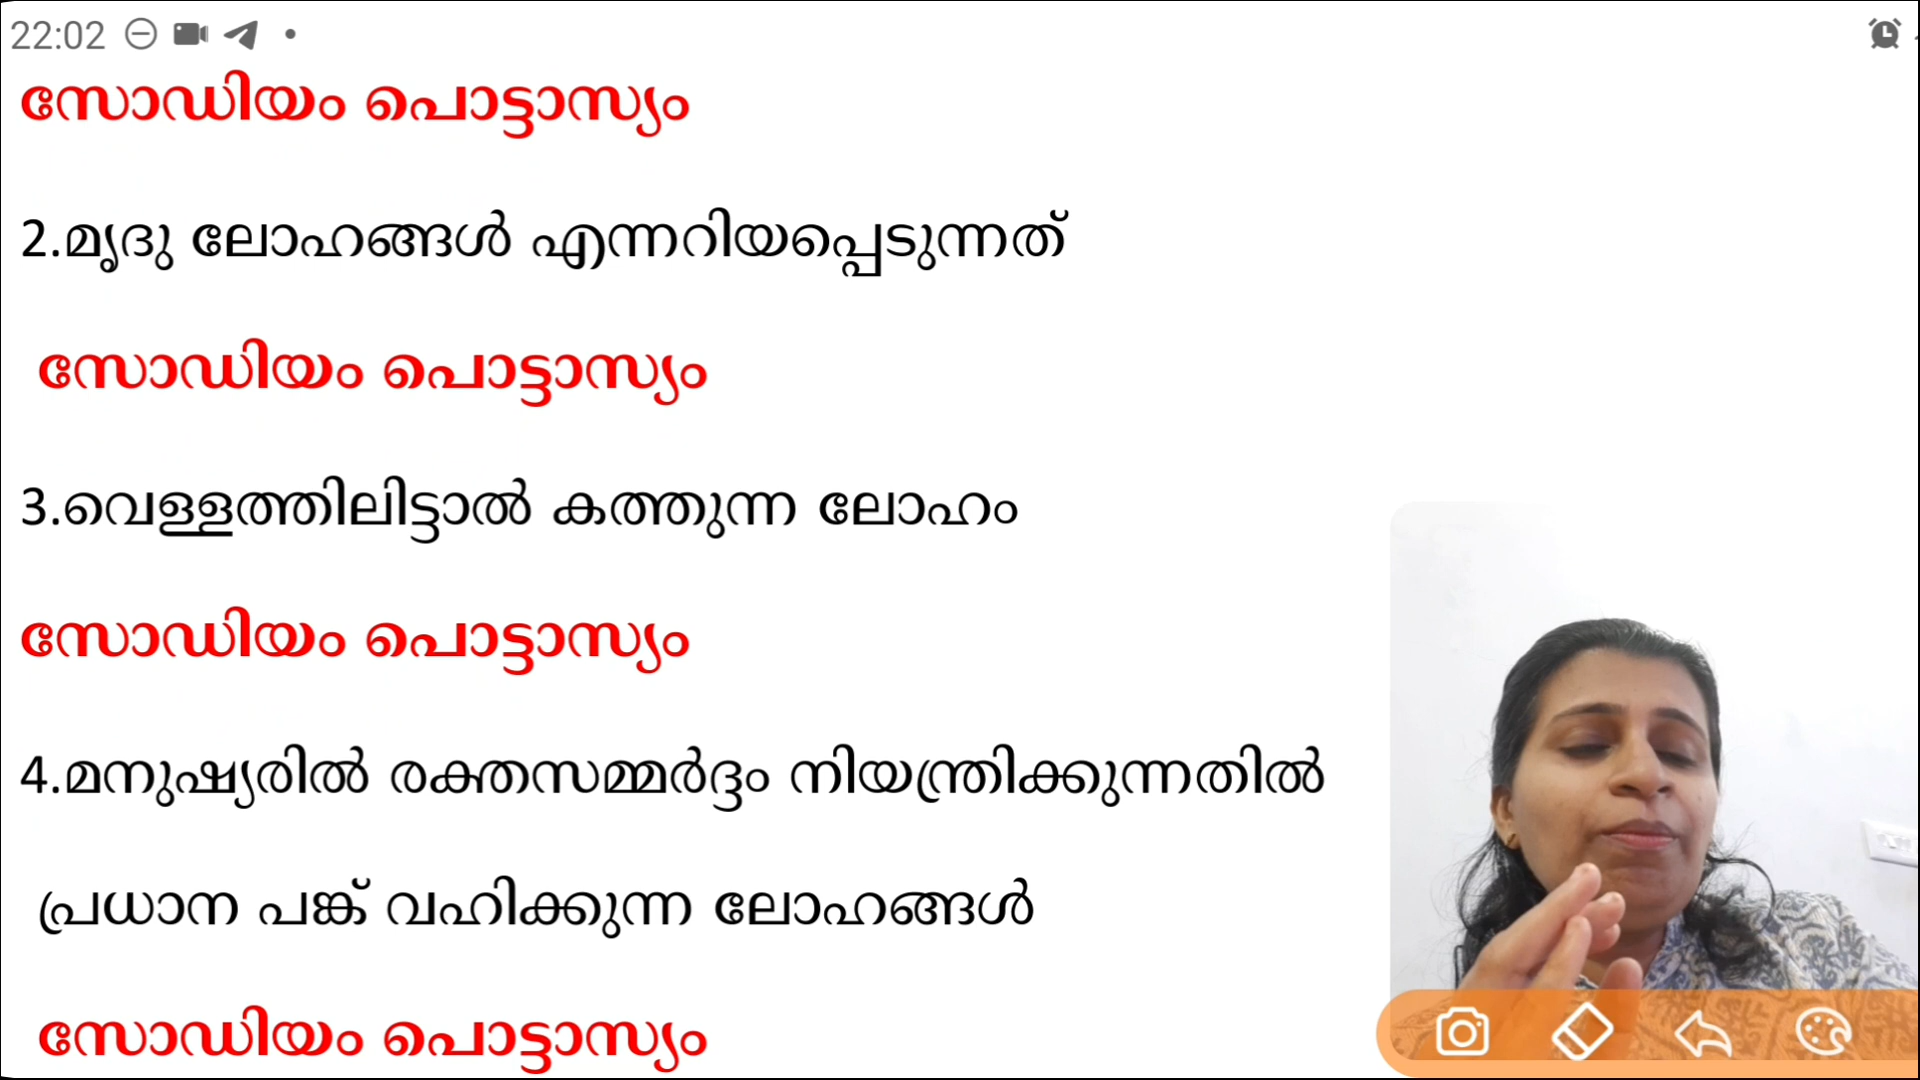 22:02
സോഡിയം പൊട്ടാസ്യം
2.മൃദു ലോഹങ്ങൾ എന്നറിയപ്പെടുന്നത്
സോഡിയം പൊട്ടാസ്യം
3.വെള്ളത്തിലിട്ടാൽ കത്തുന്ന ലോഹം
സോഡിയം പൊട്ടാസ്യം
4.മനുഷ്യരിൽ രക്തസമ്മർദ്ദം നിയന്ത്രിക്കുന്നതിൽ
പ്രധാന പങ്ക് വഹിക്കുന്ന ലോഹങ്ങൾ
സോഡിയം പൊട്ടാസ്യം